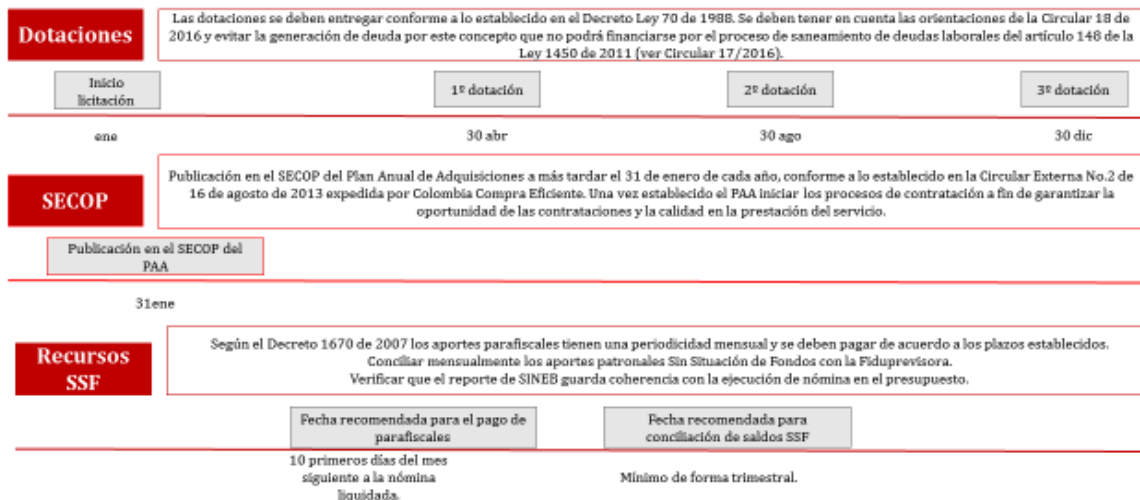 Dotaciones
Las dotaciones se deben entregar conforme a lo establecido en el Decreto Ley 70 de 1988. Se deben tener en cuenta las orientaciones de la Circular 18 de
2016 y evitar la generación de deuda por este concepto que no podrá financiarse por el proceso de saneamiento de deudas laborales del artículo 148 de la
Ley 1450 de 2011 (ver Circular 17/2016).
Inicio
licitación
1º dotación
2º dotación
3º dotación
ene
30 abr
30 ago
30 dic
SECOP
Publicación en el SECOP del Plan Anual de Adquisiciones a más tardar el 31 de enero de cada año, conforme a lo establecido en la Circular Externa No.2 de
16 de agosto de 2013 expedida por Colombia Compra Eficiente. Una vez establecido el PAA iniciar los procesos de contratación a fin de garantizar la
oportunidad de las contrataciones y la calidad en la prestación del servicio.
Publicación en el SECOP del
PAA
31ene
Recursos
SSF
Según el Decreto 1670 de 2007 los aportes parafiscales tienen una periodicidad mensual y se deben pagar de acuerdo a los plazos establecidos.
Conciliar mensualmente los aportes patronales Sin Situación de Fondos con la Fiduprevisora.
Verificar que el reporte de SINEB guarda coherencia con la ejecución de nómina en el presupuesto.
Fecha recomendada para el pago de
parafiscales
Fecha recomendada para
conciliación de saldos SSF
10 primeros días del mes
siguiente a la nómina
liquidada.
Mínimo de forma trimestral.